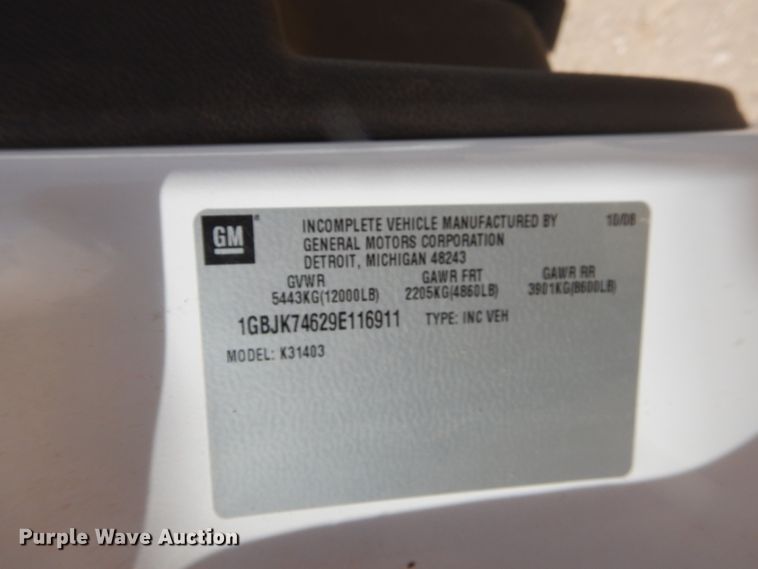 GM
INCOMPLETE VEHICLE MANUFACTURED BY 10/08
GENERAL MOTORS CORPORATION
DETROIT, MICHIGAN 48243
GVWR GAWR FRT GAWR RR
5443KG(12000LB) 2205KG(4860LB) 3901KG(8600LB)
1GBJK74629E116911 TYPE: INC VEH
MODEL: K31403
Purple Wave Auction